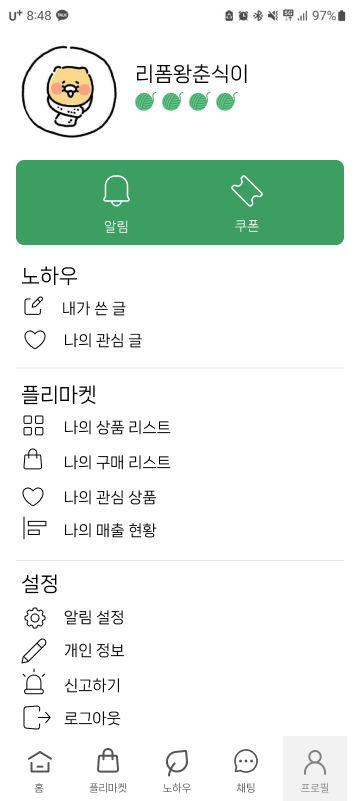 U+ 8:48 TALK 5G 97%
리폼왕춘식이
알림 쿠폰
노하우
내가 쓴 글
나의 관심 글
플리마켓
나의 상품 리스트
나의 구매 리스트
나의 관심 상품
나의 매출 현황
설정
알림 설정
개인 정보
신고하기
로그아웃
홈 플리마켓 노하우 채팅 프로필